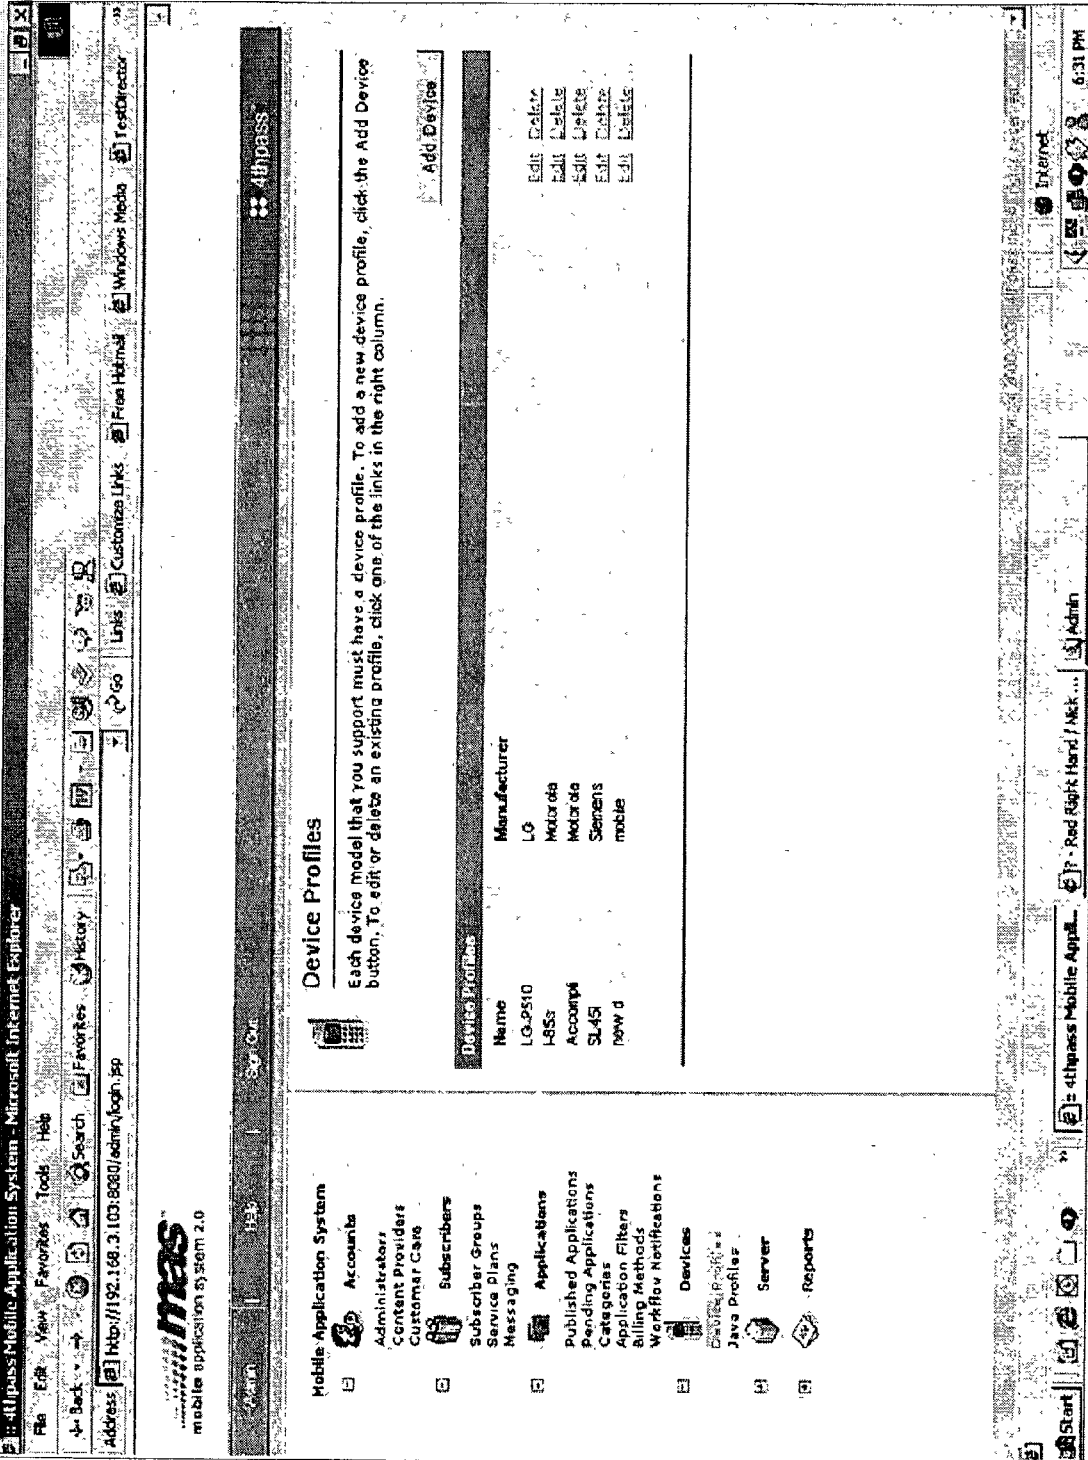 4thpass Mobile Application System - Microsoft Internet Explorer
File Edit View Favorites Tools Help
Back Search Favorites History
Address http://192.168.3.103:8080/admin/login.jsp Go Links Customize Links Free Hotmail Windows Media TestDirector
mas
mobile application system 2.0
Help | Sign Out 4thpass
Mobile Application System
Accounts
Administrators
Content Providers
Customer Care
Subscribers
Subscriber Groups
Service Plans
Messaging
Applications
Published Applications
Pending Applications
Categories
Application Filters
Billing Methods
Workflow Notifications
Devices
Device Profiles
Java Profiles
Server
Reports
Device Profiles
Each device model that you support must have a device profile. To add a new device profile, click the Add Device
button. To edit or delete an existing profile, click one of the links in the right column.
Add Device
Device Profiles
Name Manufacturer
LG-P510 LG Edit Delete
i-85s Motorola Edit Delete
Accompli Motorola Edit Delete
SL45i Siemens Edit Delete
new d mobile Edit Delete
Internet
Start 4thpass Mobile Appli... ? - Red Right Hand / Nick ... Admin 6:31 PM